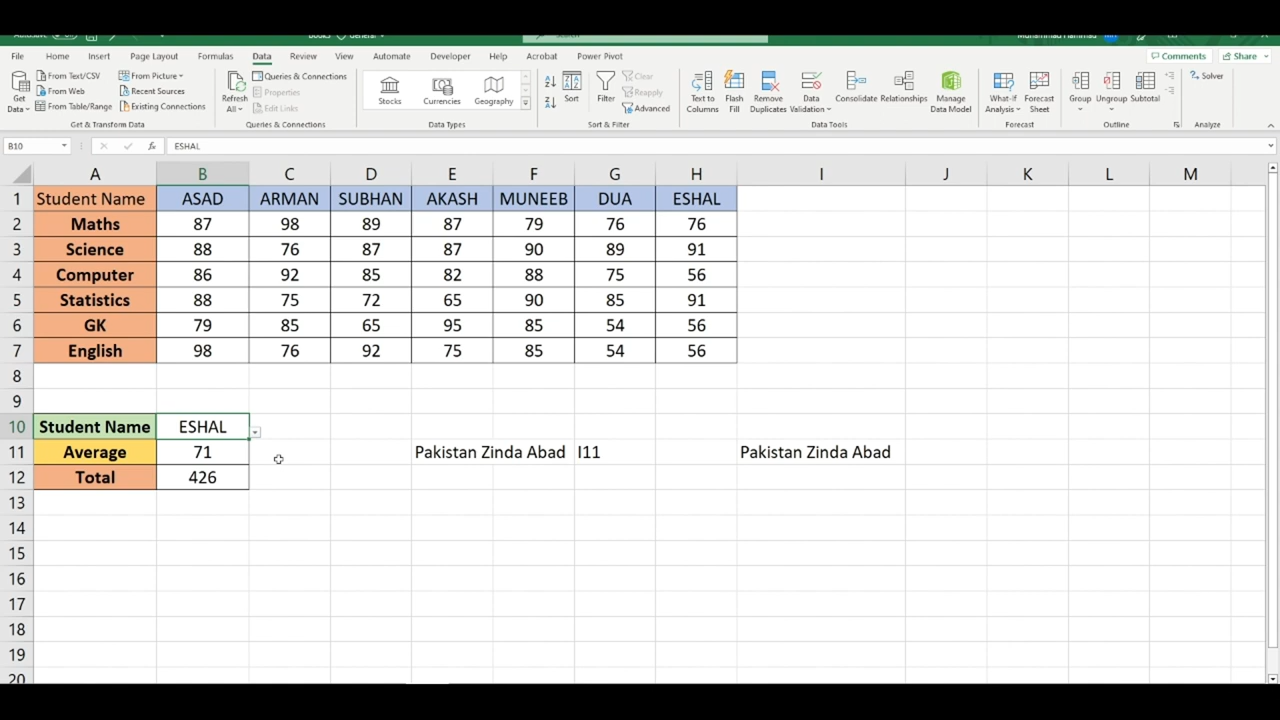 File Home Insert Page Layout Formulas Data Review View Automate Developer Help Acrobat Power Pivot Comments Share
Get Data From Text/CSV From Web From Table/Range From Picture Recent Sources Existing Connections
Refresh All Queries & Connections Properties Edit Links
Stocks Currencies Geography
Sort Filter Clear Reapply Advanced
Text to Columns Flash Fill Remove Duplicates Data Validation Consolidate Relationships Manage Data Model
What-If Analysis Forecast Sheet Group Ungroup Subtotal Solver
Get & Transform Data Queries & Connections Data Types Sort & Filter Data Tools Forecast Outline Analyze
B10 fx ESHAL
A B C D E F G H I J K L M
1 Student Name ASAD ARMAN SUBHAN AKASH MUNEEB DUA ESHAL
2 Maths 87 98 89 87 79 76 76
3 Science 88 76 87 87 90 89 91
4 Computer 86 92 85 82 88 75 56
5 Statistics 88 75 72 65 90 85 91
6 GK 79 85 65 95 85 54 56
7 English 98 76 92 75 85 54 56
8
9
10 Student Name ESHAL
11 Average 71 Pakistan Zinda Abad I11 Pakistan Zinda Abad
12 Total 426
13
14
15
16
17
18
19
20